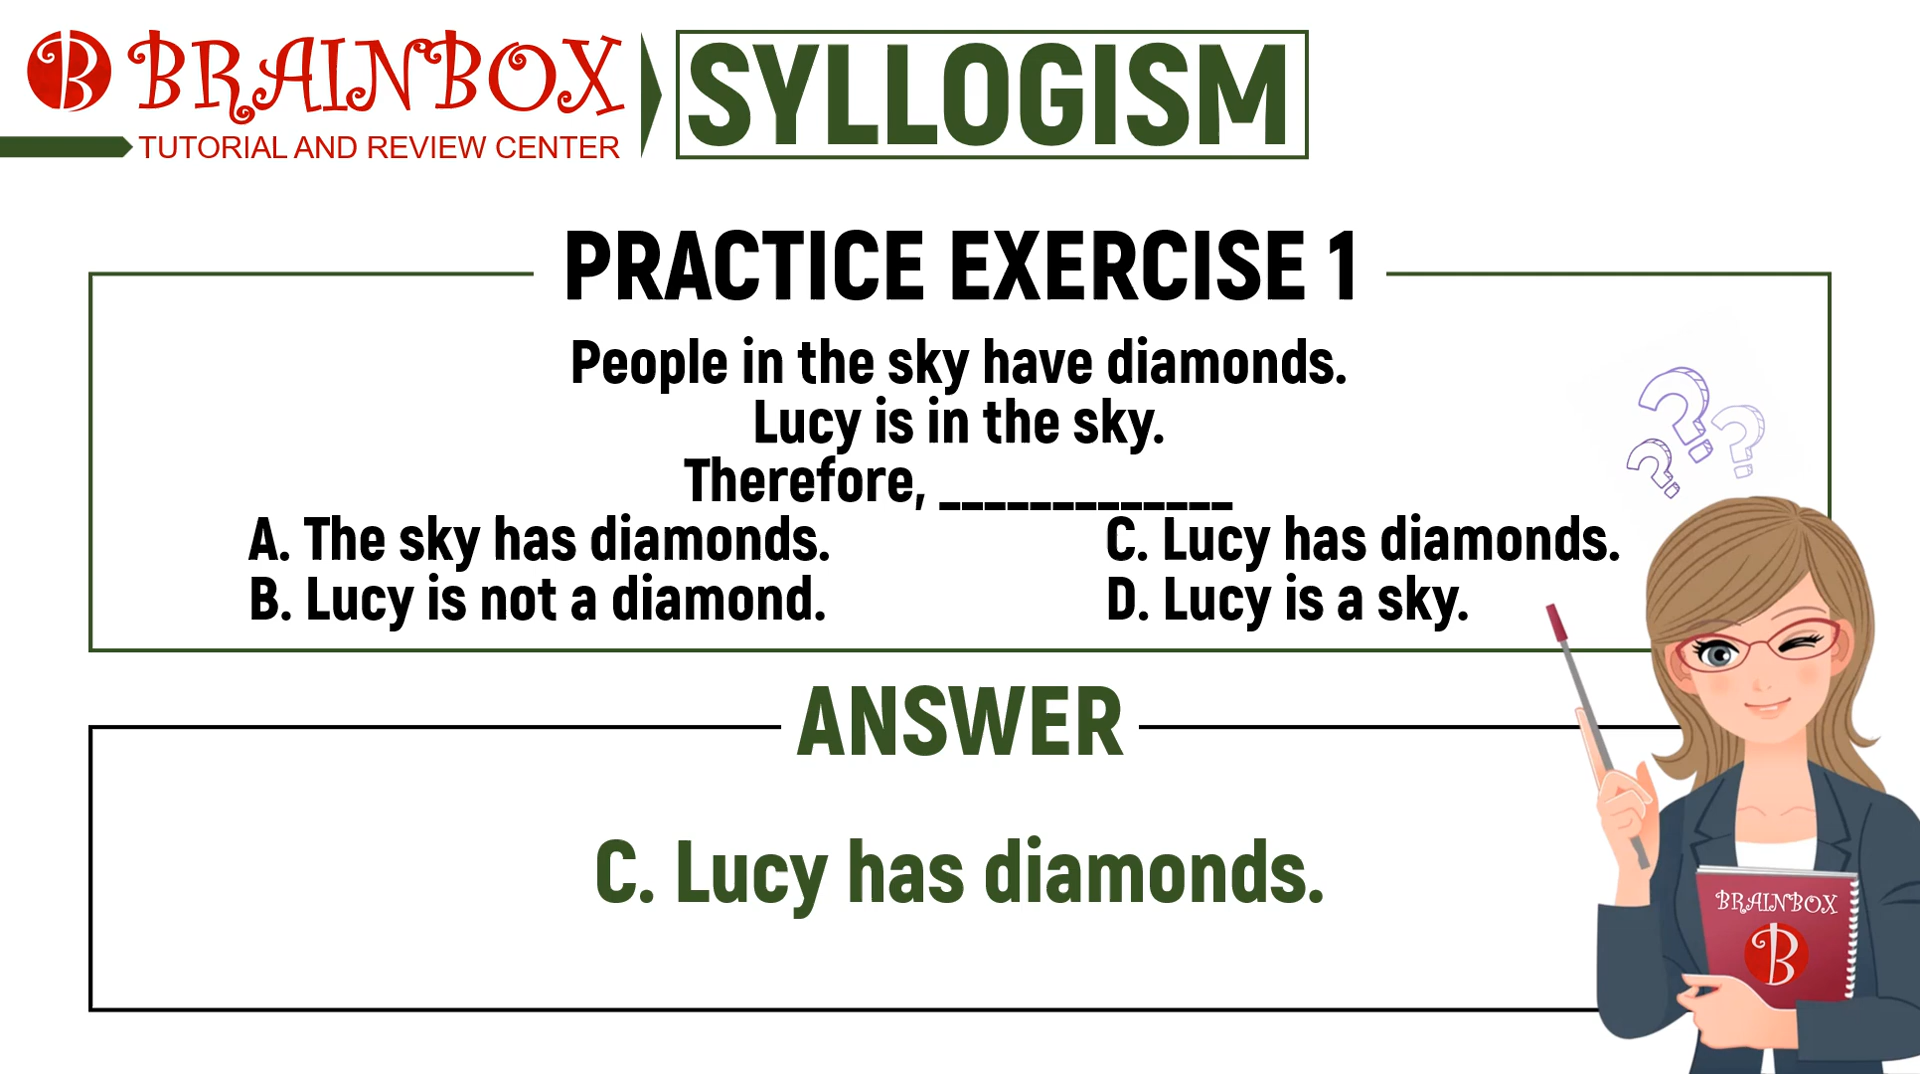 B BRAINBOX
TUTORIAL AND REVIEW CENTER
SYLLOGISM
PRACTICE EXERCISE 1
People in the sky have diamonds.
Lucy is in the sky.
Therefore, _____________
A. The sky has diamonds.
C. Lucy has diamonds.
B. Lucy is not a diamond.
D. Lucy is a sky.
???
ANSWER
C. Lucy has diamonds.
BRAINBOX
B